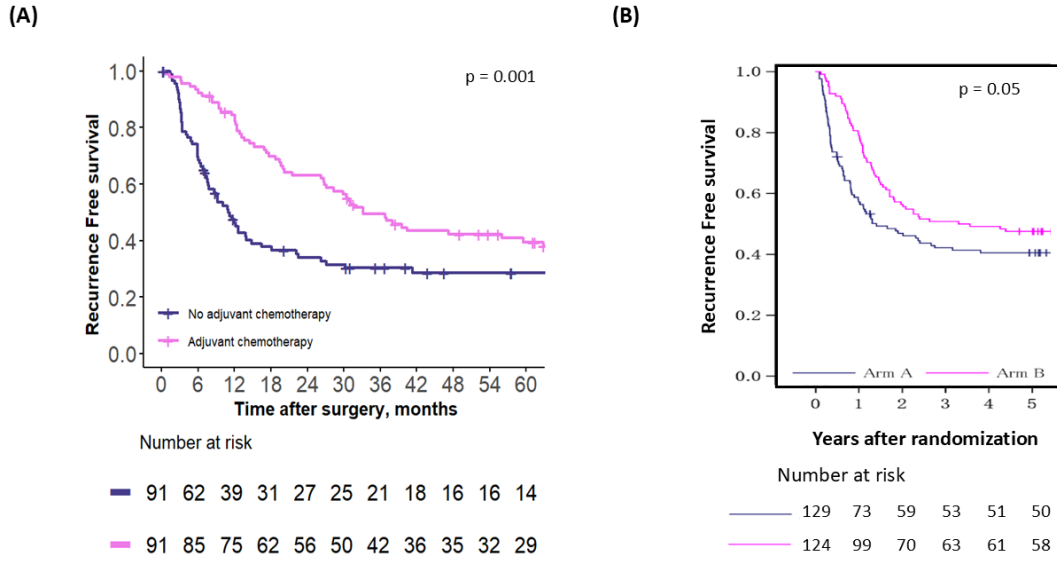 (A)
p = 0.001
Recurrence Free survival
1.0
0.8
0.6
0.4
0.2
0.0
No adjuvant chemotherapy
Adjuvant chemotherapy
0 6 12 18 24 30 36 42 48 54 60
Time after surgery, months
Number at risk
91 62 39 31 27 25 21 18 16 16 14
91 85 75 62 56 50 42 36 35 32 29
(B)
p = 0.05
Recurrence Free survival
1.0
0.8
0.6
0.4
0.2
0.0
Arm A Arm B
0 1 2 3 4 5
Years after randomization
Number at risk
129 73 59 53 51 50
124 99 70 63 61 58